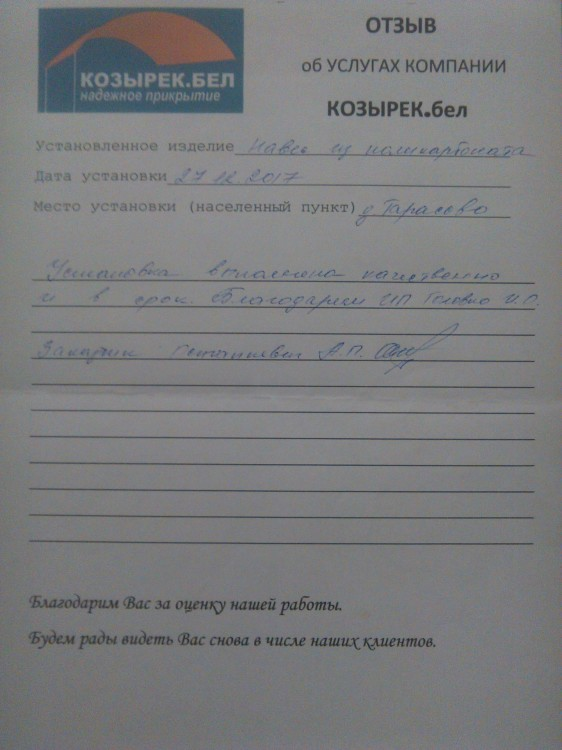 КОЗЫРЕК.БЕЛ
надежное прикрытие
ОТЗЫВ
об УСЛУГАХ КОМПАНИИ
КОЗЫРЕК.бел
Установленное изделие Навес из поликарбоната
Дата установки 27.12.2017
Место установки (населенный пункт) д Тарасово
Установка выполнена качественно
и в срок. Благодарим ИП Головко И.О.
Заказчик А.П.
Благодарим Вас за оценку нашей работы.
Будем рады видеть Вас снова в числе наших клиентов.